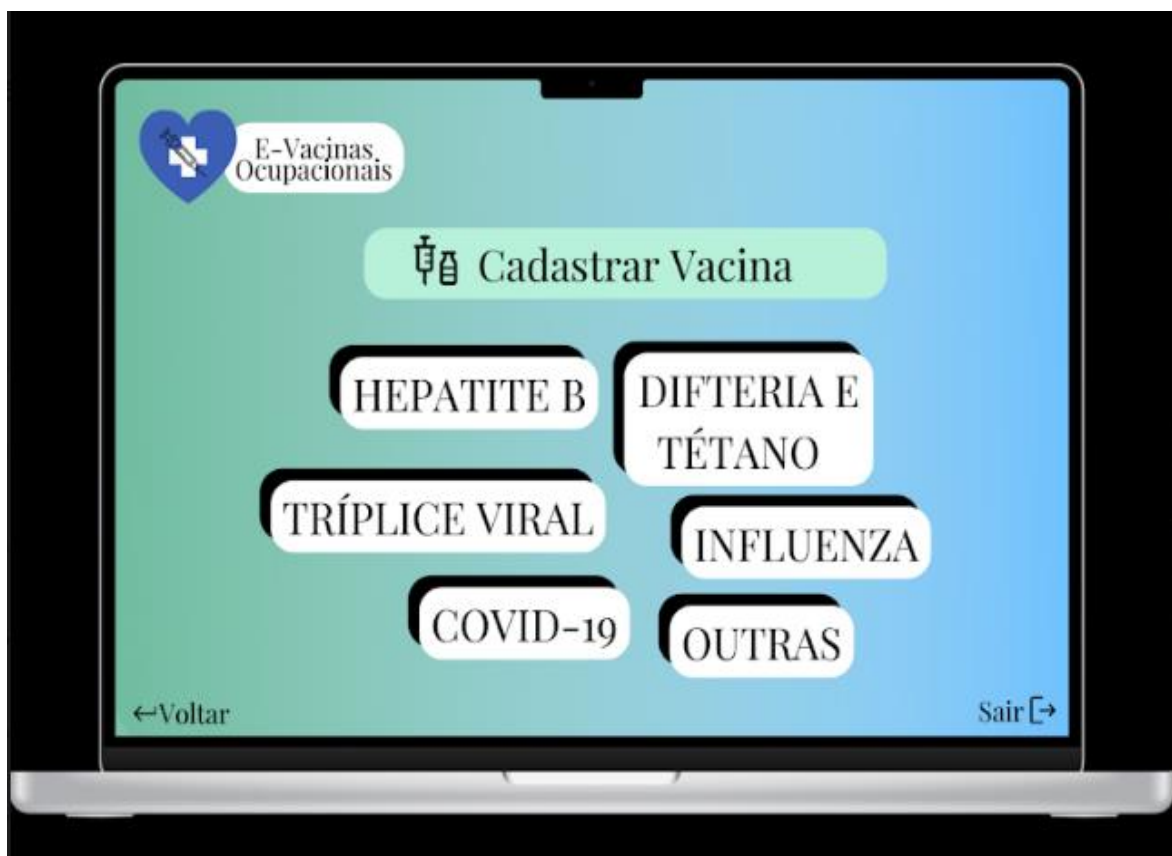 E-Vacinas
Ocupacionais
Cadastrar Vacina
HEPATITE B
DIFTERIA E
TÉTANO
TRÍPLICE VIRAL
INFLUENZA
COVID-19
OUTRAS
Voltar
Sair